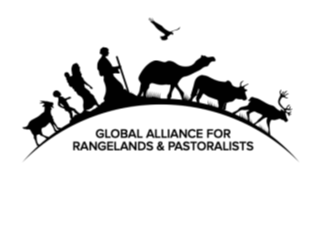 GLOBAL ALLIANCE FOR
RANGELANDS & PASTORALISTS